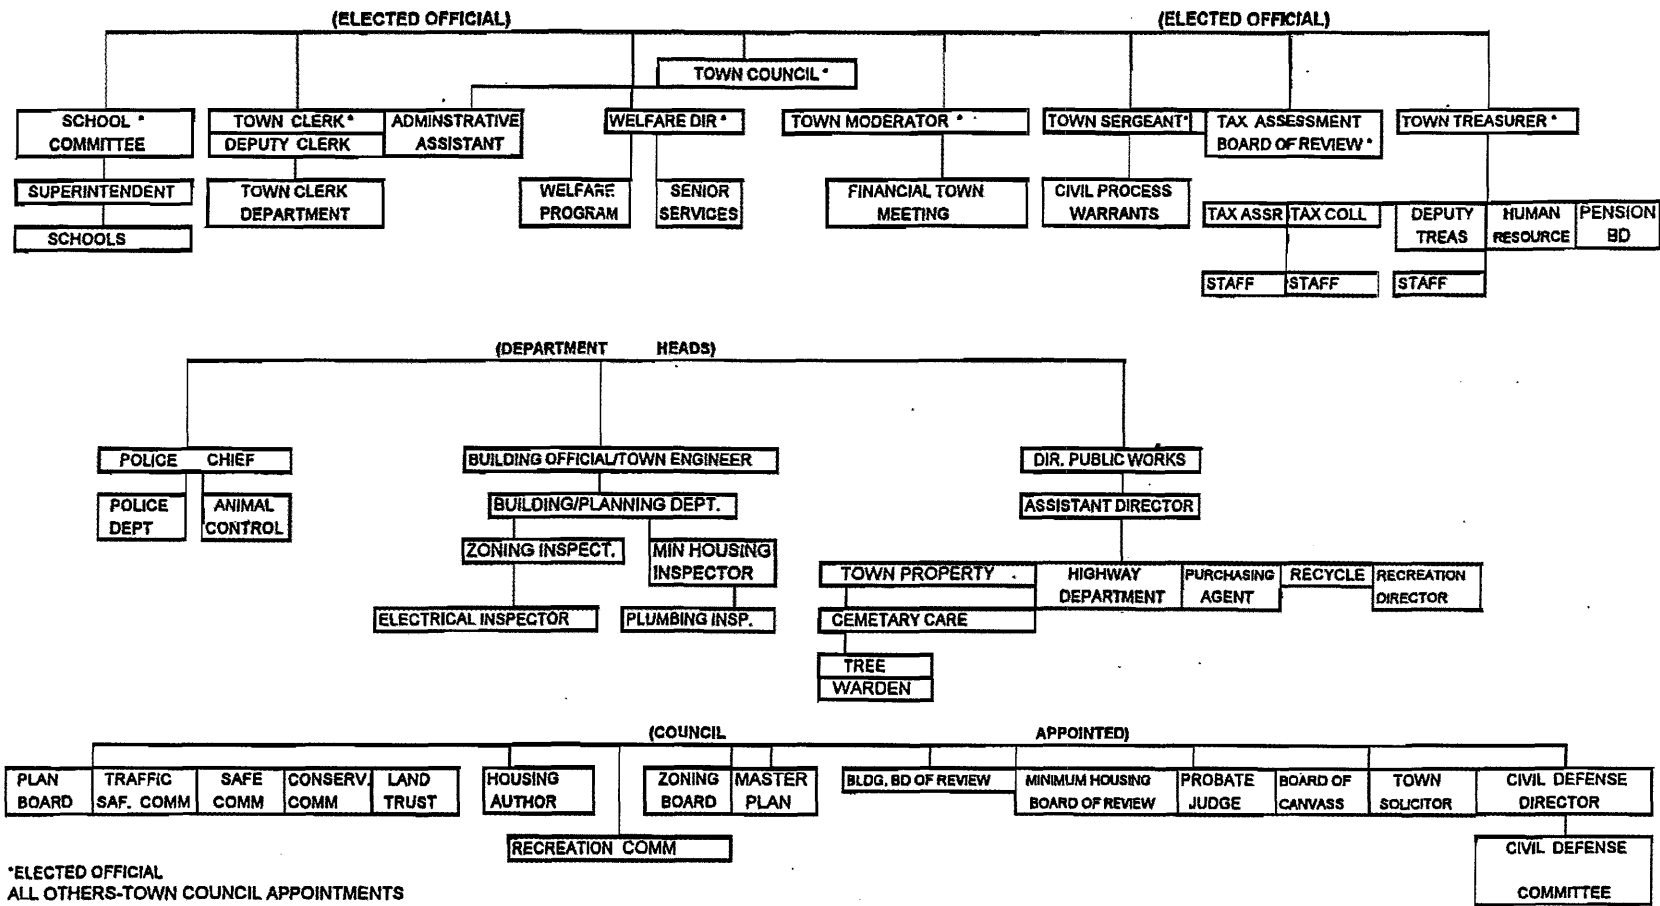 (ELECTED OFFICIAL)
(ELECTED OFFICIAL)
TOWN COUNCIL *
SCHOOL *
COMMITTEE
TOWN CLERK *
DEPUTY CLERK
ADMINSTRATIVE
ASSISTANT
WELFARE DIR *
TOWN MODERATOR *
TOWN SERGEANT*
TAX ASSESSMENT
BOARD OF REVIEW *
TOWN TREASURER *
SUPERINTENDENT
SCHOOLS
TOWN CLERK
DEPARTMENT
WELFARE
PROGRAM
SENIOR
SERVICES
FINANCIAL TOWN
MEETING
CIVIL PROCESS
WARRANTS
TAX ASSR
TAX COLL
DEPUTY
TREAS
HUMAN
RESOURCE
PENSION
BD
STAFF
STAFF
STAFF
(DEPARTMENT HEADS)
POLICE CHIEF
BUILDING OFFICIAL/TOWN ENGINEER
DIR. PUBLIC WORKS
POLICE
DEPT
ANIMAL
CONTROL
BUILDING/PLANNING DEPT.
ASSISTANT DIRECTOR
ZONING INSPECT.
MIN HOUSING
INSPECTOR
ELECTRICAL INSPECTOR
PLUMBING INSP.
TOWN PROPERTY
HIGHWAY
DEPARTMENT
PURCHASING
AGENT
RECYCLE
RECREATION
DIRECTOR
CEMETARY CARE
TREE
WARDEN
(COUNCIL APPOINTED)
PLAN
BOARD
TRAFFIC
SAF. COMM
SAFE
COMM
CONSERV.
COMM
LAND
TRUST
HOUSING
AUTHOR
ZONING
BOARD
MASTER
PLAN
BLDG, BD OF REVIEW
MINIMUM HOUSING
BOARD OF REVIEW
PROBATE
JUDGE
BOARD OF
CANVASS
TOWN
SOLICITOR
CIVIL DEFENSE
DIRECTOR
RECREATION COMM
CIVIL DEFENSE
COMMITTEE
*ELECTED OFFICIAL
ALL OTHERS-TOWN COUNCIL APPOINTMENTS